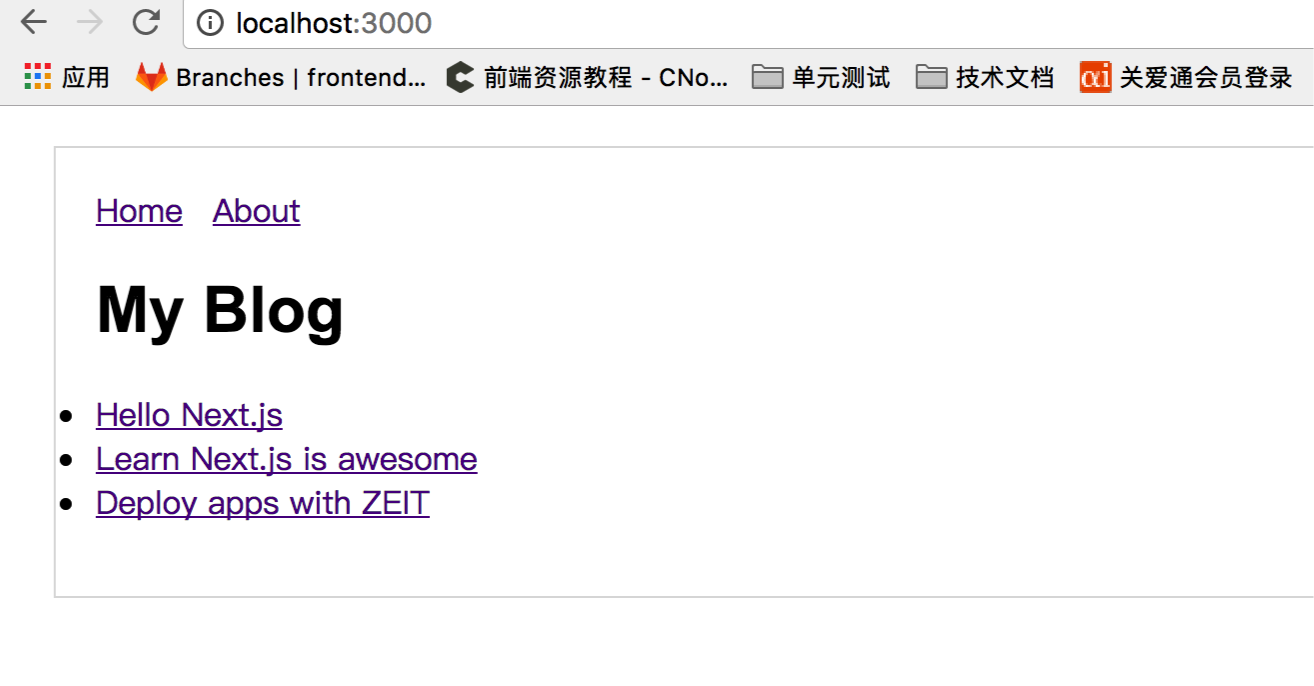 localhost:3000
应用 Branches | frontend... 前端资源教程 - CNo... 单元测试 技术文档 αi 关爱通会员登录
Home About
My Blog
Hello Next.js
Learn Next.js is awesome
Deploy apps with ZEIT